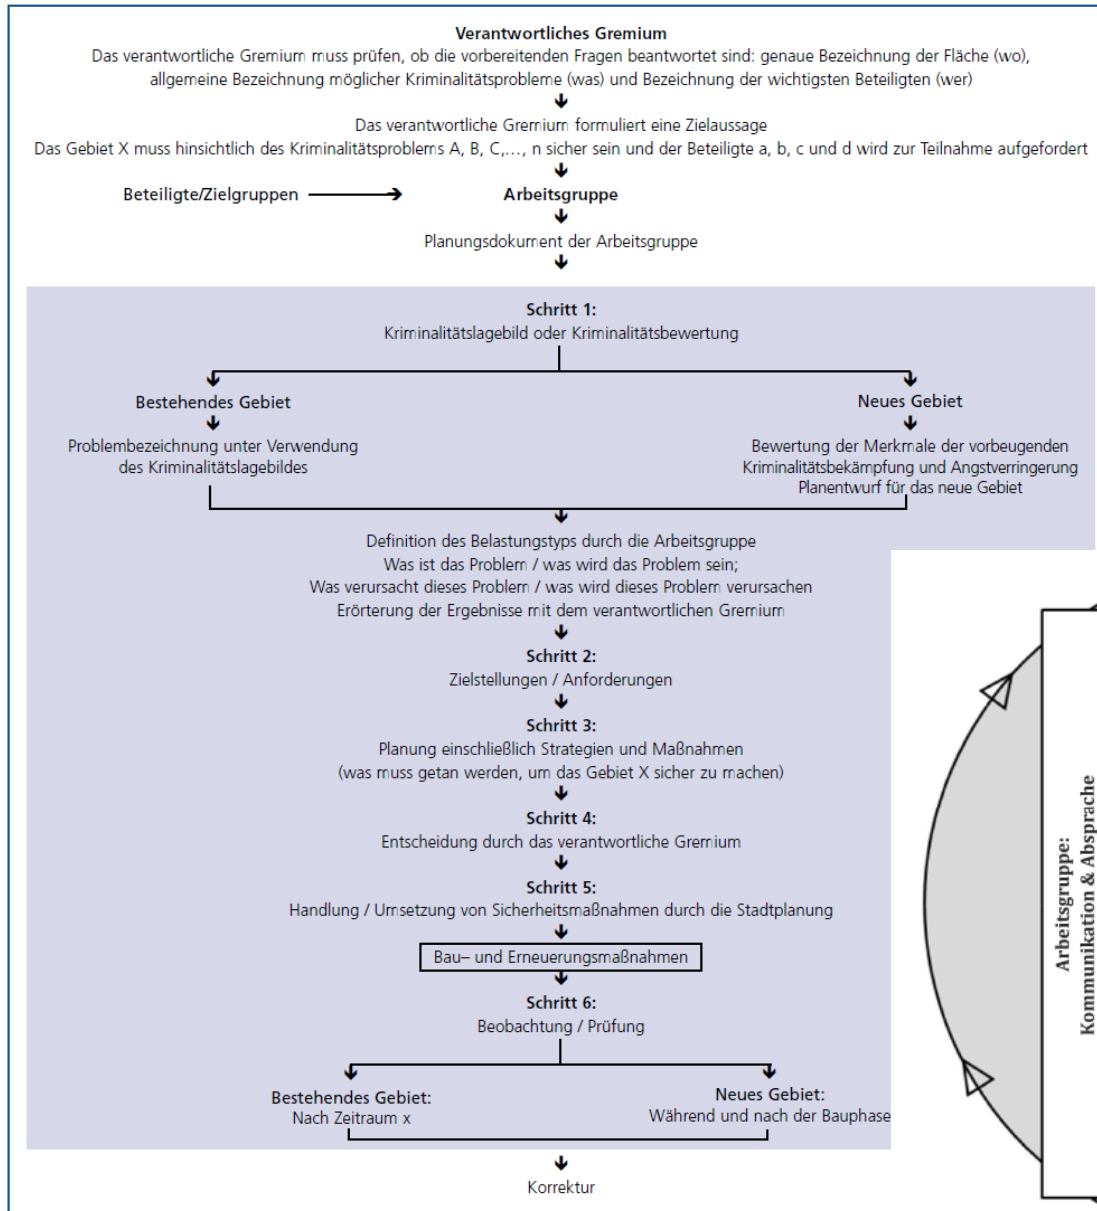 Verantwortliches Gremium
Das verantwortliche Gremium muss prüfen, ob die vorbereitenden Fragen beantwortet sind: genaue Bezeichnung der Fläche (wo),
allgemeine Bezeichnung möglicher Kriminalitätsprobleme (was) und Bezeichnung der wichtigsten Beteiligten (wer)
Das verantwortliche Gremium formuliert eine Zielaussage
Das Gebiet X muss hinsichtlich des Kriminalitätsproblems A, B, C,..., n sicher sein und der Beteiligte a, b, c und d wird zur Teilnahme aufgefordert
Beteiligte/Zielgruppen
Arbeitsgruppe
Planungsdokument der Arbeitsgruppe
Schritt 1:
Kriminalitätslagebild oder Kriminalitätsbewertung
Bestehendes Gebiet
Problembezeichnung unter Verwendung
des Kriminalitätslagebildes
Neues Gebiet
Bewertung der Merkmale der vorbeugenden
Kriminalitätsbekämpfung und Angstverringerung
Planentwurf für das neue Gebiet
Definition des Belastungstyps durch die Arbeitsgruppe
Was ist das Problem / was wird das Problem sein;
Was verursacht dieses Problem / was wird dieses Problem verursachen
Erörterung der Ergebnisse mit dem verantwortlichen Gremium
Schritt 2:
Zielstellungen / Anforderungen
Schritt 3:
Planung einschließlich Strategien und Maßnahmen
(was muss getan werden, um das Gebiet X sicher zu machen)
Schritt 4:
Entscheidung durch das verantwortliche Gremium
Schritt 5:
Handlung / Umsetzung von Sicherheitsmaßnahmen durch die Stadtplanung
Bau– und Erneuerungsmaßnahmen
Schritt 6:
Beobachtung / Prüfung
Bestehendes Gebiet:
Nach Zeitraum x
Neues Gebiet:
Während und nach der Bauphase
Korrektur
Arbeitsgruppe:
Kommunikation & Absprache